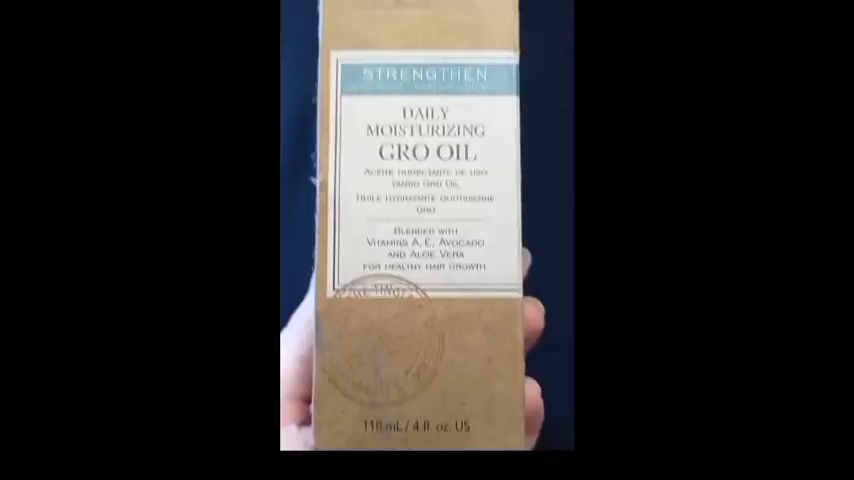 STRENGTHEN
DAILY
MOISTURIZING
GRO OIL
ACEITE HUMECTANTE DE USO
DIARIO GRO OIL
HUILE HYDRATANTE QUOTIDIENNE
GRO
BLENDED WITH
VITAMINS A, E, AVOCADO
AND ALOE VERA
FOR HEALTHY HAIR GROWTH
118 mL / 4 fl. oz. US